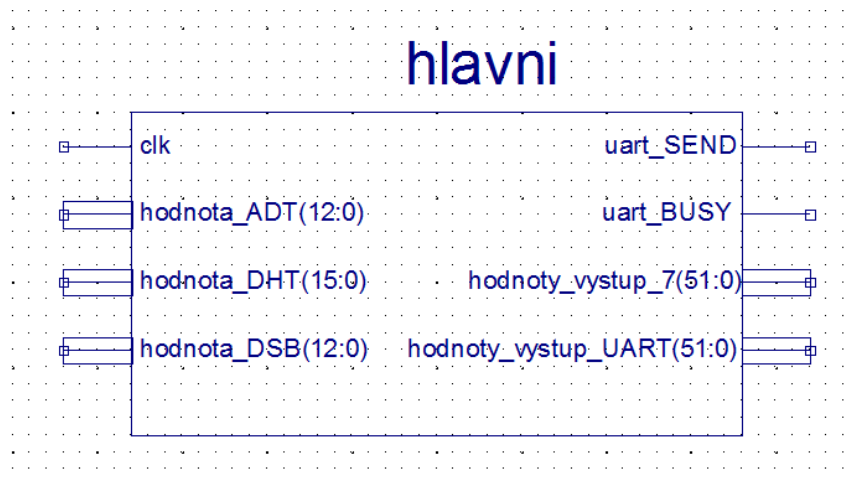 hlavni
clk uart_SEND
hodnota_ADT(12:0) uart_BUSY
hodnota_DHT(15:0) hodnoty_vystup_7(51:0)
hodnota_DSB(12:0) hodnoty_vystup_UART(51:0)